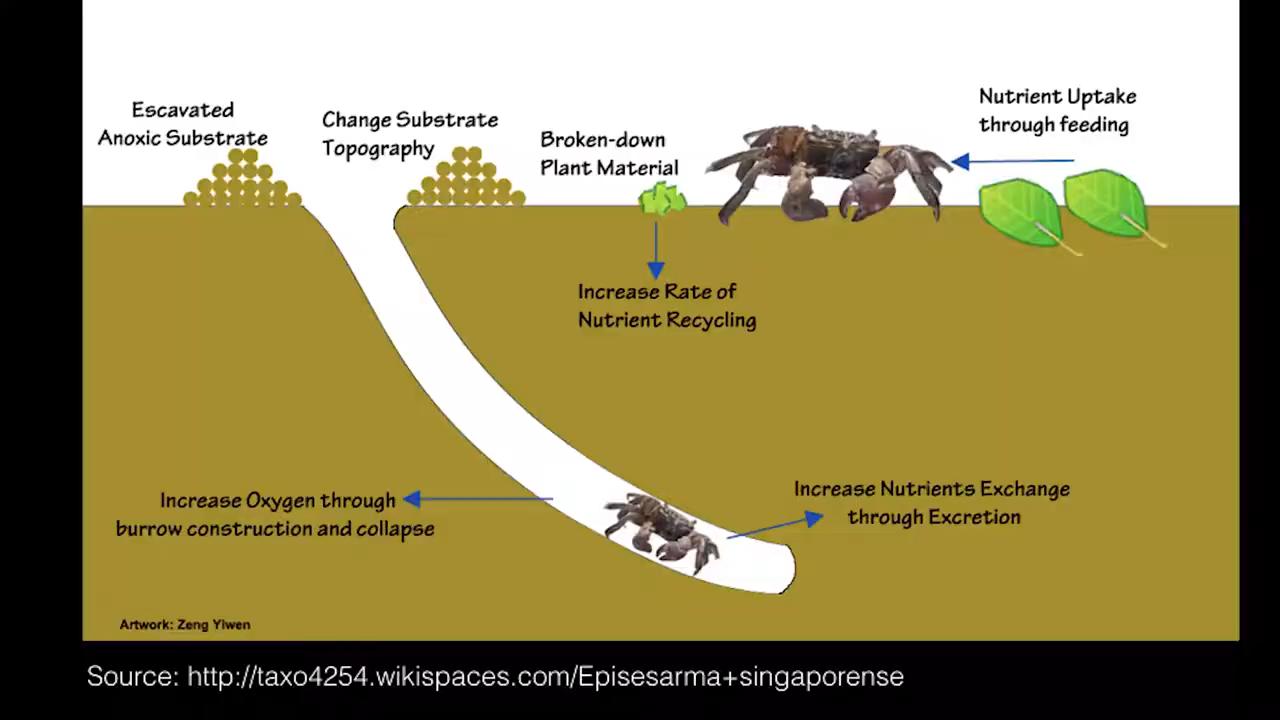 Escavated
Anoxic Substrate
Change Substrate
Topography
Broken-down
Plant Material
Nutrient Uptake
through feeding
Increase Rate of
Nutrient Recycling
Increase Oxygen through
burrow construction and collapse
Increase Nutrients Exchange
through Excretion
Artwork: Zeng Yiwen
Source: http://taxo4254.wikispaces.com/Episesarma+singaporense